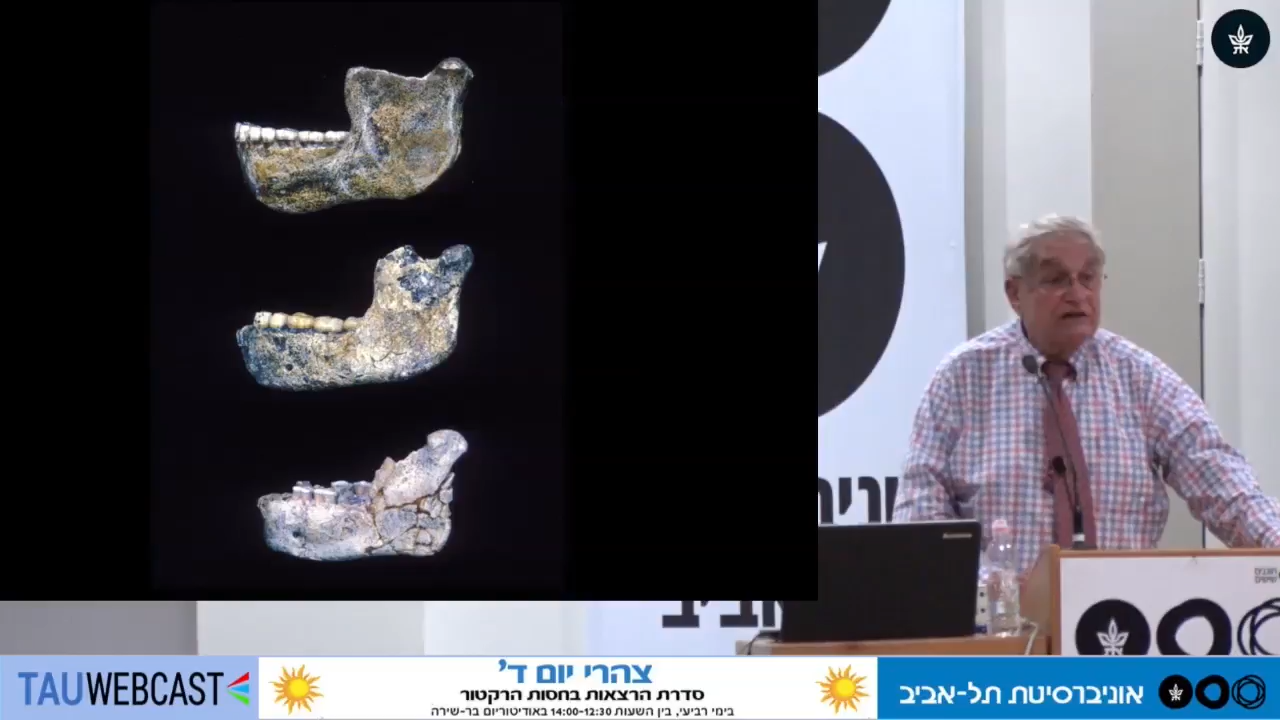 אביב
TAUWEBCAST
צהרי יום ד'
סדרת הרצאות בחסות הרקטור
בימי רביעי, בין השעות 14:00-12:30 באודיטוריום בר-שירה
אוניברסיטת תל-אביב